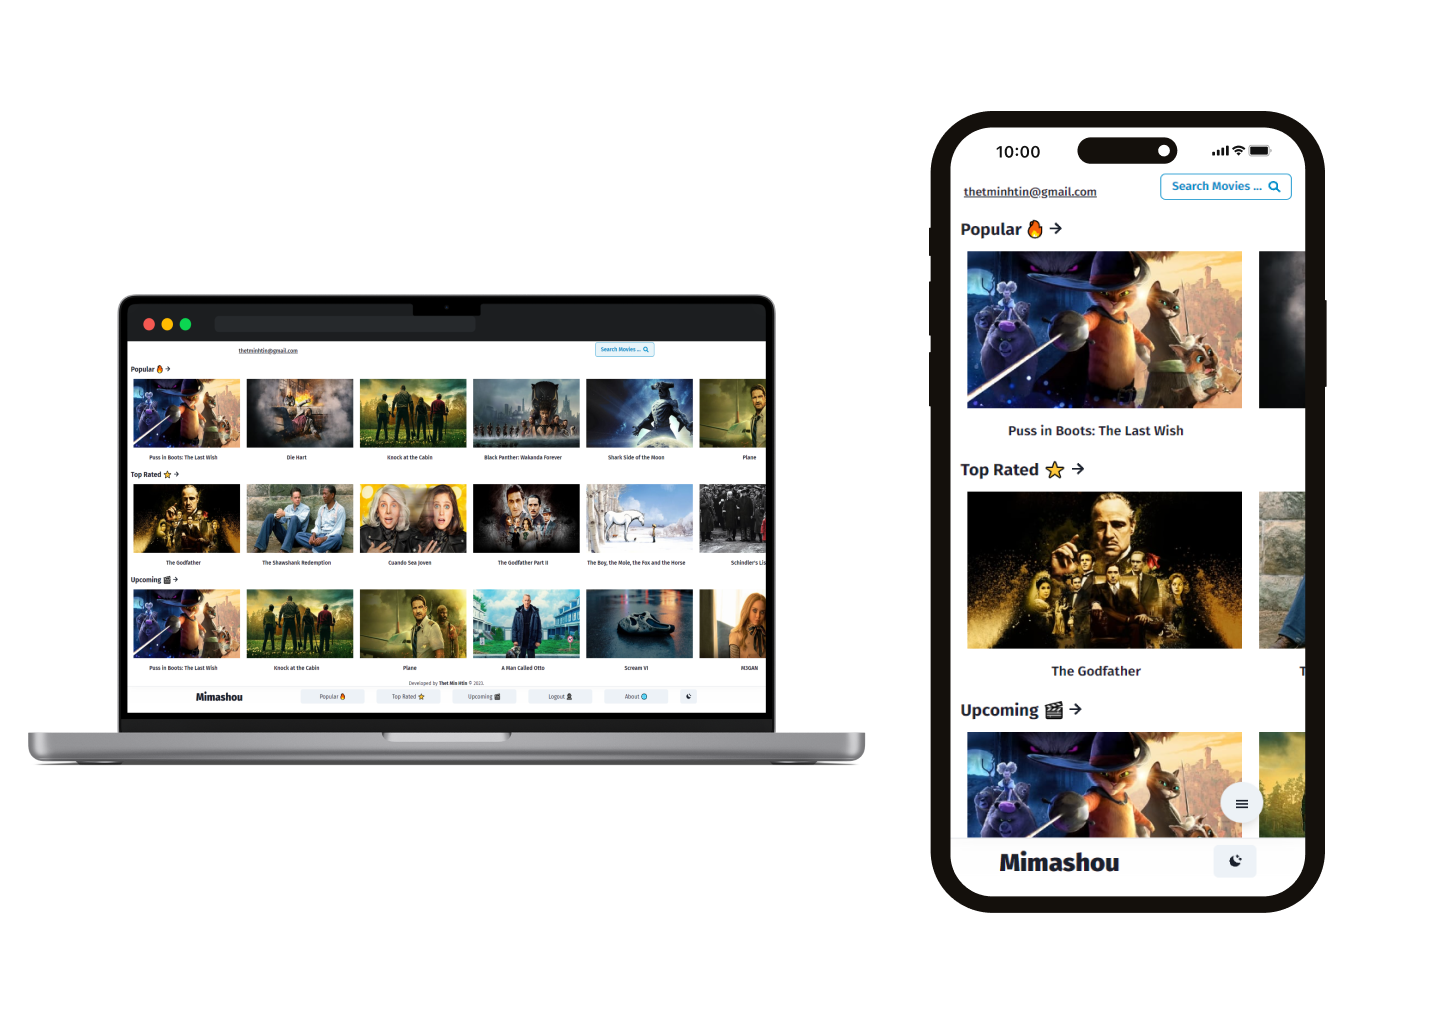 thetminhtin@gmail.com
Search Movies ...
Popular
Puss in Boots: The Last Wish
Die Hart
Knock at the Cabin
Black Panther: Wakanda Forever
Shark Side of the Moon
Plane
Top Rated
The Godfather
The Shawshank Redemption
Cuando Sea Joven
The Godfather Part II
The Boy, the Mole, the Fox and the Horse
Schindler's Lis
Upcoming
Puss in Boots: The Last Wish
Knock at the Cabin
Plane
A Man Called Otto
Scream VI
M3GAN
Developed by Thet Min Htin © 2023.
Mimashou
Popular
Top Rated
Upcoming
Logout
About
10:00
thetminhtin@gmail.com
Search Movies ...
Popular
Puss in Boots: The Last Wish
Top Rated
The Godfather
T
Upcoming
Mimashou